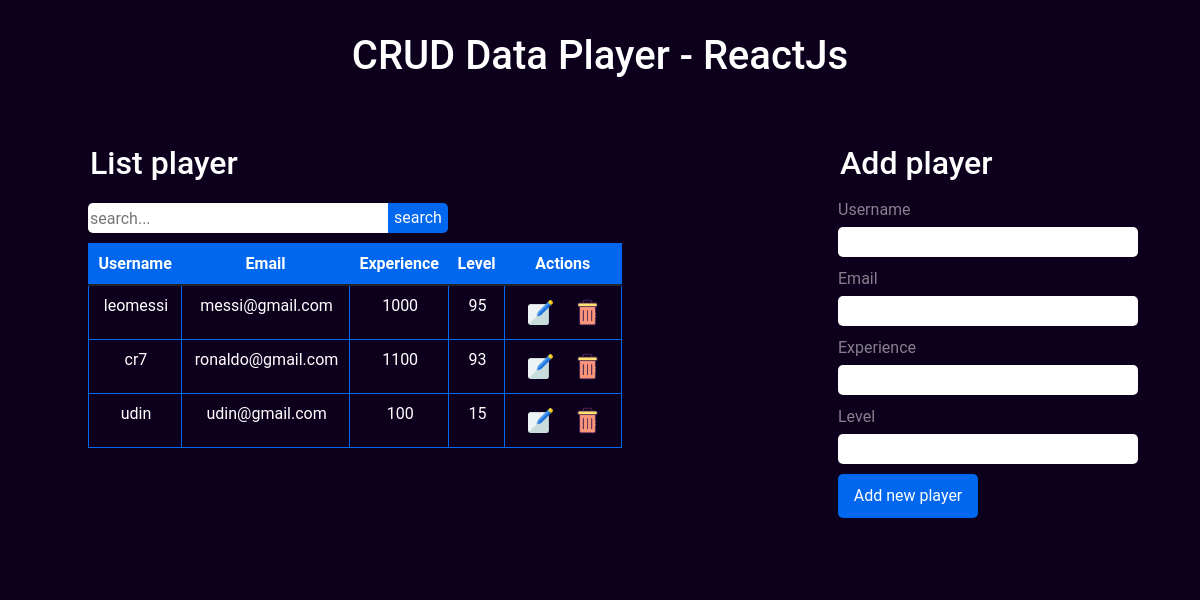 CRUD Data Player - ReactJs
List player
search... search
Username Email Experience Level Actions
leomessi messi@gmail.com 1000 95
cr7 ronaldo@gmail.com 1100 93
udin udin@gmail.com 100 15
Add player
Username
Email
Experience
Level
Add new player